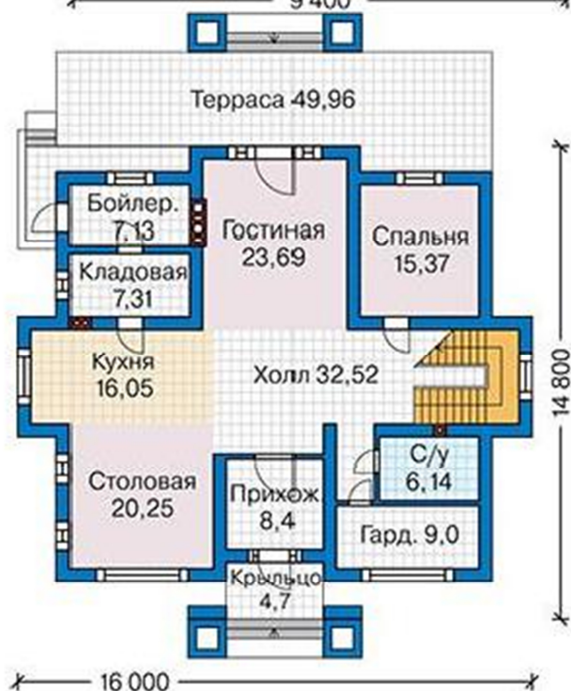 9 400
Терраса 49,96
Бойлер.
7,13
Гостиная
23,69
Спальня
15,37
Кладовая
7,31
Кухня
16,05
Холл 32,52
14 800
Столовая
20,25
Прихож
8,4
С/у
6,14
Гард. 9,0
Крыльцо
4,7
16 000